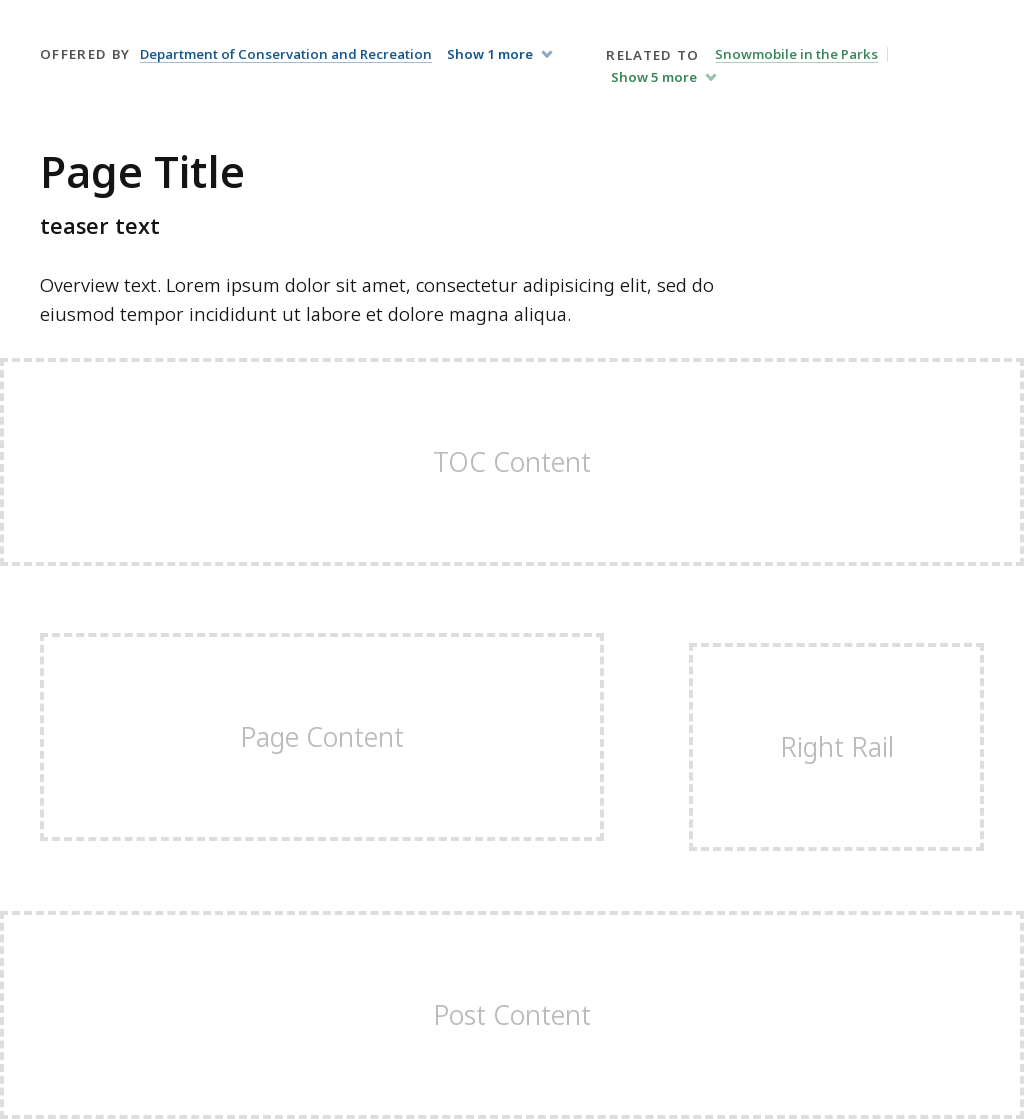 OFFERED BY Department of Conservation and Recreation Show 1 more
RELATED TO Snowmobile in the Parks
Show 5 more
Page Title
teaser text
Overview text. Lorem ipsum dolor sit amet, consectetur adipisicing elit, sed do
eiusmod tempor incididunt ut labore et dolore magna aliqua.
TOC Content
Page Content
Right Rail
Post Content